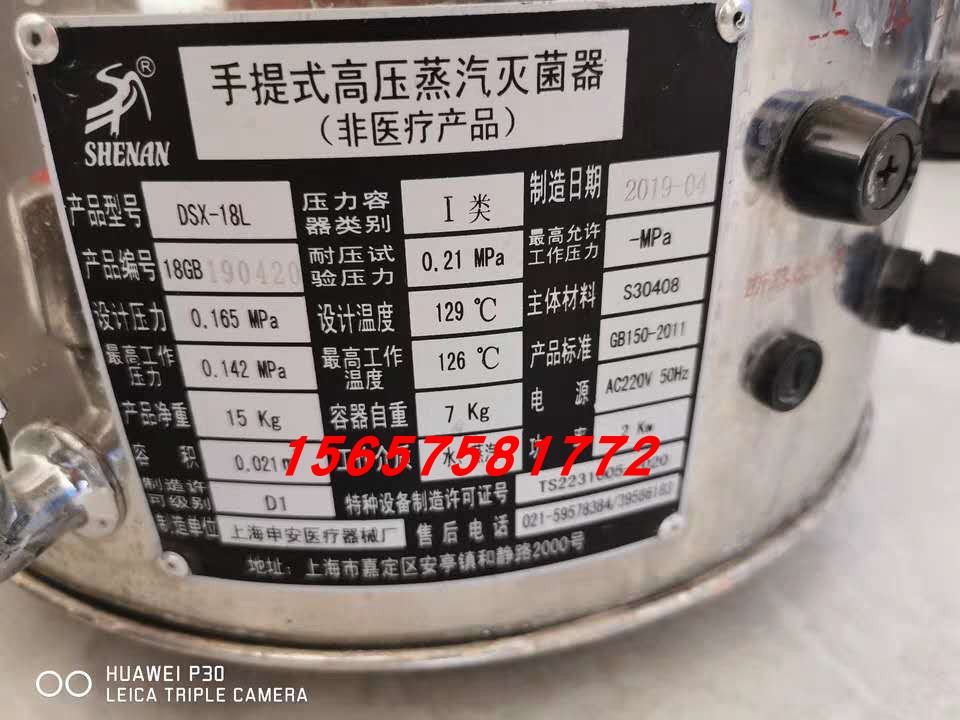 SHENAN ®
手提式高压蒸汽灭菌器
(非医疗产品)
产品型号 DSX-18L 压力容器类别 I 类 制造日期 2019-04
产品编号 18GB190420 耐压试验压力 0.21 MPa 最高允许工作压力 -MPa
设计压力 0.165 MPa 设计温度 129 ℃ 主体材料 S30408
最高工作压力 0.142 MPa 最高工作温度 126 ℃ 产品标准 GB150-2011
产品净重 15 Kg 容器自重 7 Kg 电 源 AC220V 50Hz
容 积 0.021 2 Kw
15657581772
制造许可级别 D1 特种设备制造许可证号
制造单位 上海申安医疗器械厂 售后电话 021-59578384/39586163
地址: 上海市嘉定区安亭镇和静路2000号
HUAWEI P30
LEICA TRIPLE CAMERA